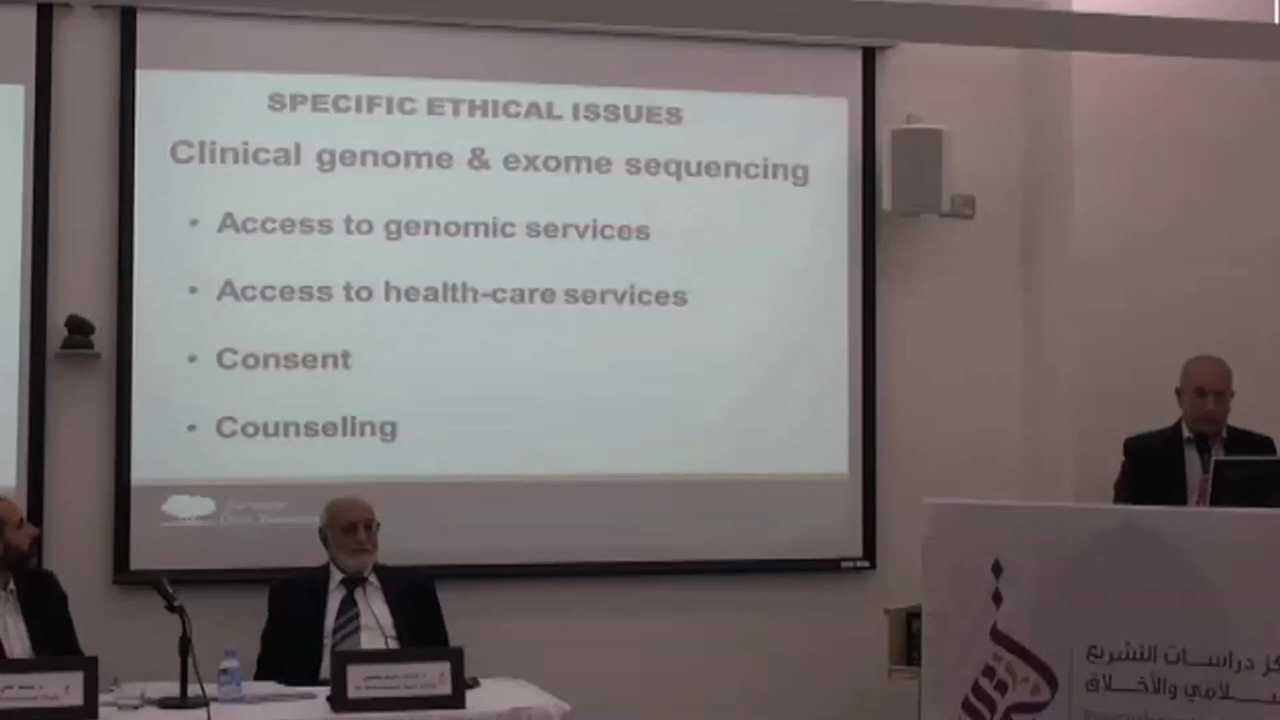 SPECIFIC ETHICAL ISSUES
Clinical genome & exome sequencing
• Access to genomic services
• Access to health-care services
• Consent
• Counseling
دراسات التشريع
والأخلاق